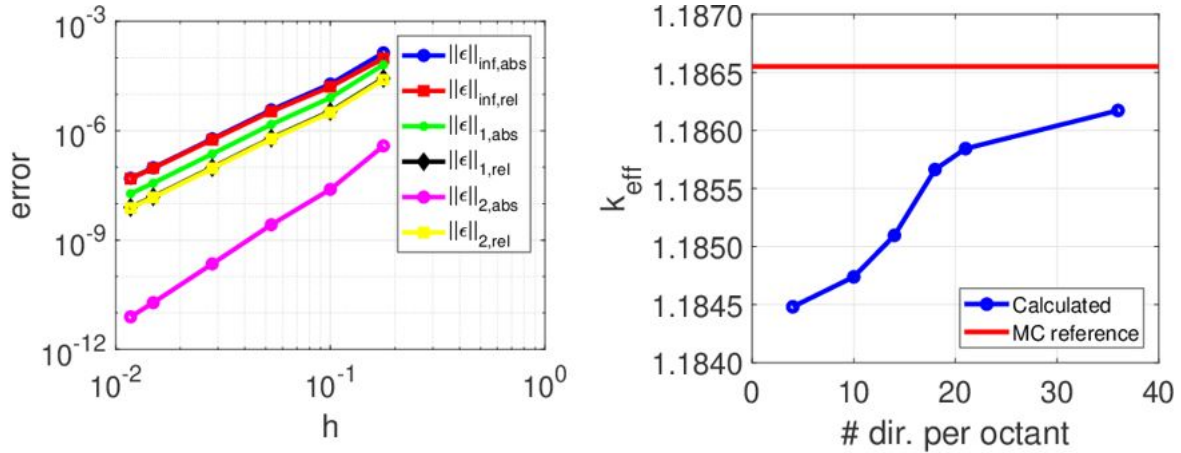 10^-3
10^-6
10^-9
10^-12
error
10^-2
10^-1
10^0
h
||ϵ||inf,abs
||ϵ||inf,rel
||ϵ||1,abs
||ϵ||1,rel
||ϵ||2,abs
||ϵ||2,rel
1.1870
1.1865
1.1860
1.1855
1.1850
1.1845
1.1840
k_eff
0
10
20
30
40
# dir. per octant
Calculated
MC reference